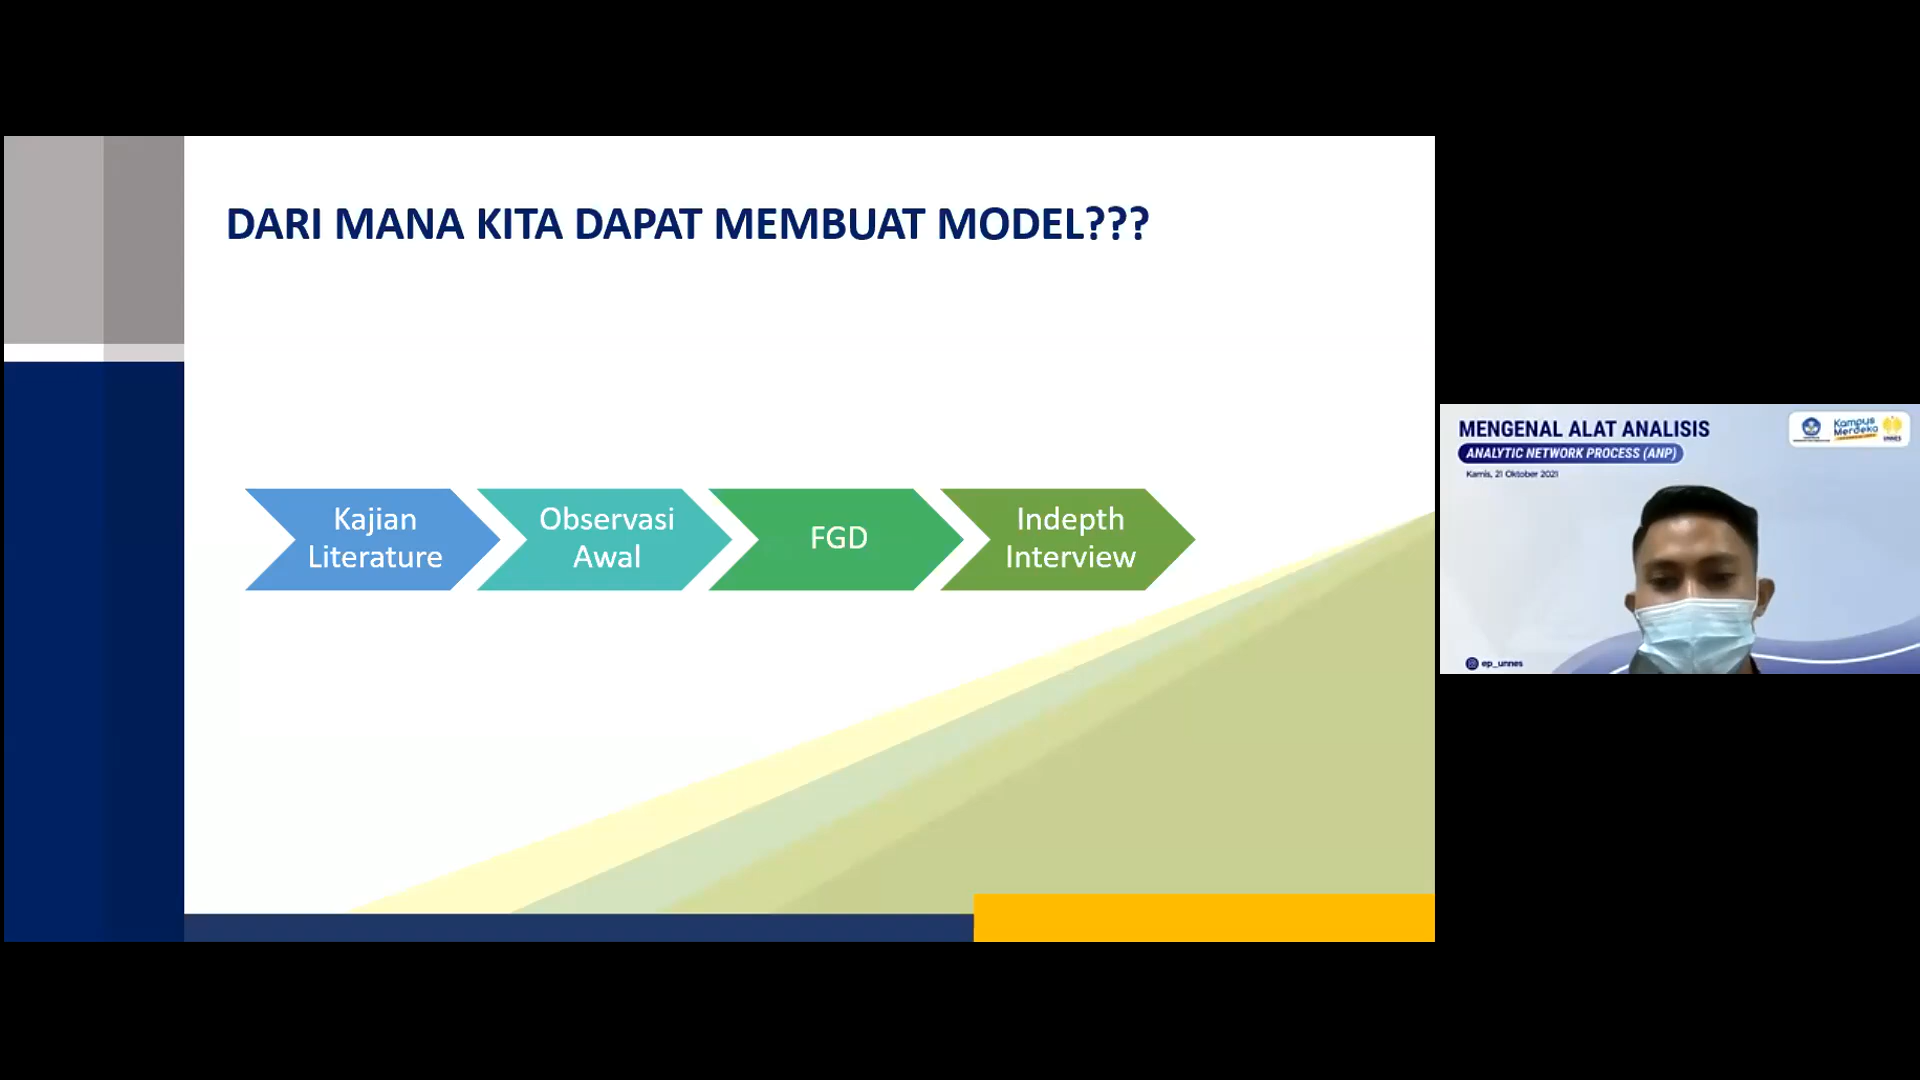 DARI MANA KITA DAPAT MEMBUAT MODEL???
Kajian
Literature
Observasi
Awal
FGD
Indepth
Interview
MENGENAL ALAT ANALISIS
ANALYTIC NETWORK PROCESS (ANP)
Kamis, 21 Oktober 2021
Kampus
Merdeka
UNNES
ep_unnes